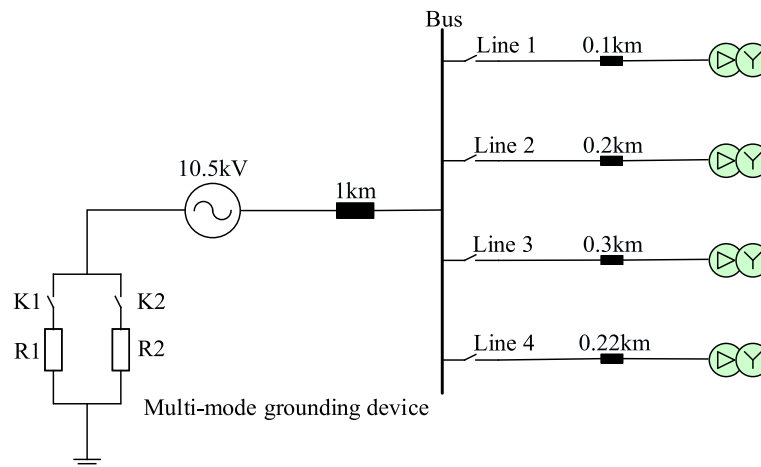 Bus
Line 1
0.1km
Line 2
0.2km
10.5kV
1km
Line 3
0.3km
K1
K2
R1
R2
Line 4
0.22km
Multi-mode grounding device